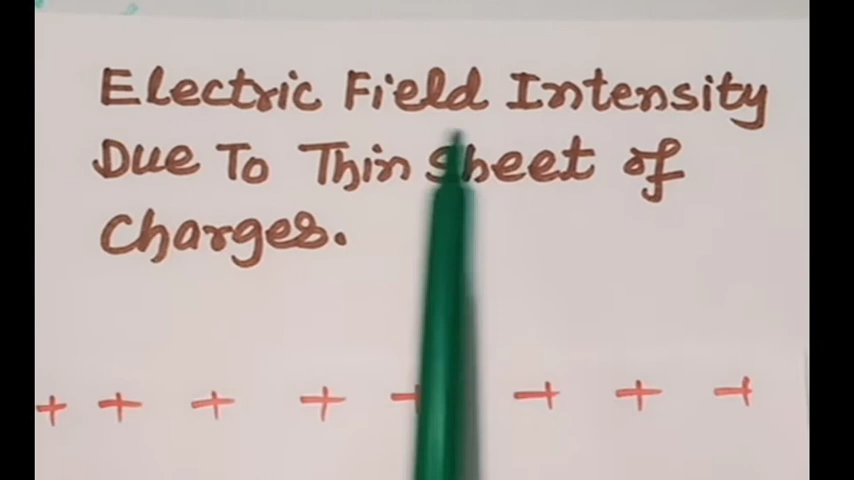 Electric Field Intensity
Due To Thin Sheet of
Charges.
+ + + + + + + +